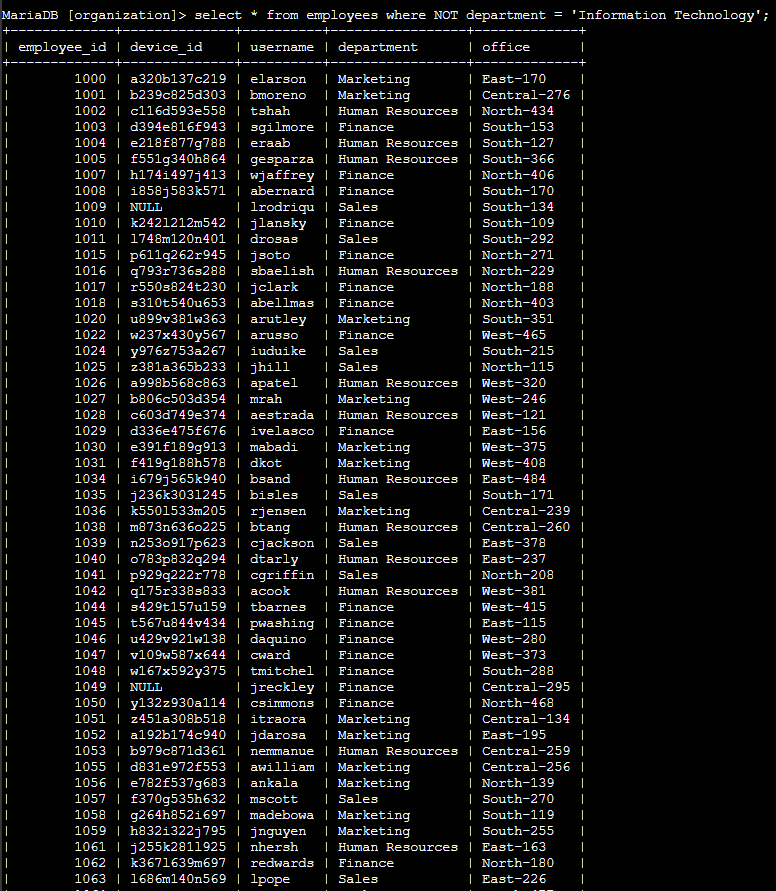 MariaDB [organization]> select * from employees where NOT department = 'Information Technology';
+-------------+--------------+----------+-----------------+-------------+
| employee_id | device_id    | username | department      | office      |
+-------------+--------------+----------+-----------------+-------------+
|        1000 | a320b137c219 | elarson  | Marketing       | East-170    |
|        1001 | b239c825d303 | bmoreno  | Marketing       | Central-276 |
|        1002 | c116d593e558 | tshah    | Human Resources | North-434   |
|        1003 | d394e816f943 | sgilmore | Finance         | South-153   |
|        1004 | e218f877g788 | eraab    | Human Resources | South-127   |
|        1005 | f551g340h864 | gesparza | Human Resources | South-366   |
|        1007 | h174i497j413 | wjaffrey | Finance         | North-406   |
|        1008 | i858j583k571 | abernard | Finance         | South-170   |
|        1009 | NULL         | lrodriqu | Sales           | South-134   |
|        1010 | k242l212m542 | jlansky  | Finance         | South-109   |
|        1011 | l748m120n401 | drosas   | Sales           | South-292   |
|        1015 | p611q262r945 | jsoto    | Finance         | North-271   |
|        1016 | q793r736s288 | sbaelish | Human Resources | North-229   |
|        1017 | r550s824t230 | jclark   | Finance         | North-188   |
|        1018 | s310t540u653 | abellmas | Finance         | North-403   |
|        1020 | u899v381w363 | arutley  | Marketing       | South-351   |
|        1022 | w237x430y567 | arusso   | Finance         | West-465    |
|        1024 | y976z753a267 | iuduike  | Sales           | South-215   |
|        1025 | z381a365b233 | jhill    | Sales           | North-115   |
|        1026 | a998b568c863 | apatel   | Human Resources | West-320    |
|        1027 | b806c503d354 | mrah     | Marketing       | West-246    |
|        1028 | c603d749e374 | aestrada | Human Resources | West-121    |
|        1029 | d336e475f676 | ivelasco | Finance         | East-156    |
|        1030 | e391f189g913 | mabadi   | Marketing       | West-375    |
|        1031 | f419g188h578 | dkot     | Marketing       | West-408    |
|        1034 | i679j565k940 | bsand    | Human Resources | East-484    |
|        1035 | j236k303l245 | bisles   | Sales           | South-171   |
|        1036 | k550l533m205 | rjensen  | Marketing       | Central-239 |
|        1038 | m873n636o225 | btang    | Human Resources | Central-260 |
|        1039 | n253o917p623 | cjackson | Sales           | East-378    |
|        1040 | o783p832q294 | dtarly   | Human Resources | East-237    |
|        1041 | p929q222r778 | cgriffin | Sales           | North-208   |
|        1042 | q175r338s833 | acook    | Human Resources | West-381    |
|        1044 | s429t157u159 | tbarnes  | Finance         | West-415    |
|        1045 | t567u844v434 | pwashing | Finance         | East-115    |
|        1046 | u429v921w138 | daquino  | Finance         | West-280    |
|        1047 | v109w587x644 | cward    | Finance         | West-373    |
|        1048 | w167x592y375 | tmitchel | Finance         | South-288   |
|        1049 | NULL         | jreckley | Finance         | Central-295 |
|        1050 | y132z930a114 | csimmons | Finance         | North-468   |
|        1051 | z451a308b518 | itraora  | Marketing       | Central-134 |
|        1052 | a192b174c940 | jdarosa  | Marketing       | East-195    |
|        1053 | b979c871d361 | nemmanue | Human Resources | Central-259 |
|        1055 | d831e972f553 | awilliam | Marketing       | Central-256 |
|        1056 | e782f537g683 | ankala   | Marketing       | North-139   |
|        1057 | f370g535h632 | mscott   | Sales           | South-270   |
|        1058 | g264h852i697 | madebowa | Marketing       | South-119   |
|        1059 | h832i322j795 | jnguyen  | Marketing       | South-255   |
|        1061 | j255k281l925 | nhersh   | Human Resources | East-163    |
|        1062 | k367l639m697 | redwards | Finance         | North-180   |
|        1063 | l686m140n569 | lpope    | Sales           | East-226    |